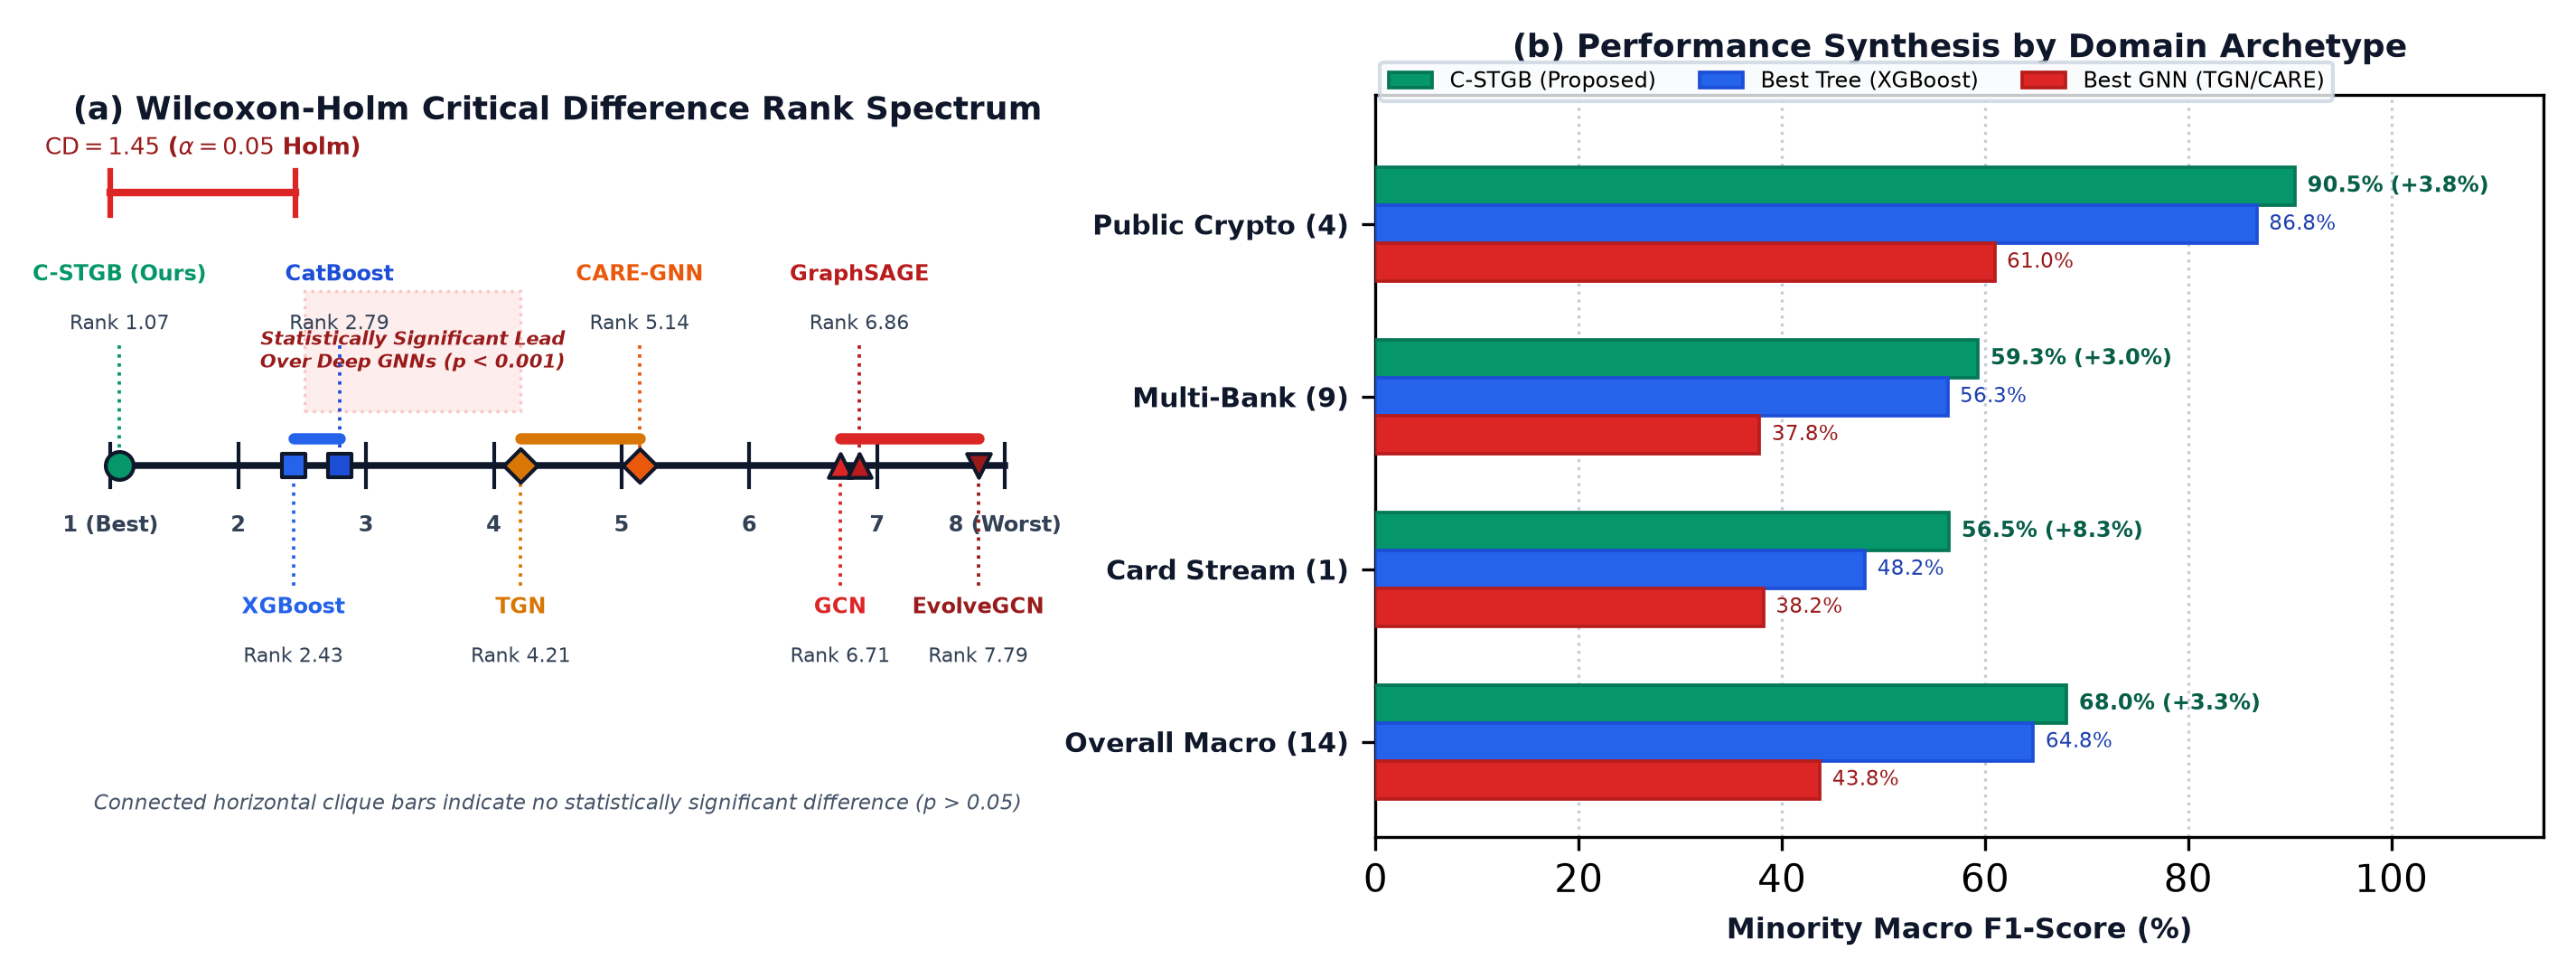 (a) Wilcoxon-Holm Critical Difference Rank Spectrum
CD = 1.45 (α = 0.05 Holm)
C-STGB (Ours)
Rank 1.07
CatBoost
Rank 2.79
CARE-GNN
Rank 5.14
GraphSAGE
Rank 6.86
Statistically Significant Lead
Over Deep GNNs (p < 0.001)
1 (Best)
2
3
4
5
6
7
8 (Worst)
XGBoost
Rank 2.43
TGN
Rank 4.21
GCN
Rank 6.71
EvolveGCN
Rank 7.79
Connected horizontal clique bars indicate no statistically significant difference (p > 0.05)
(b) Performance Synthesis by Domain Archetype
C-STGB (Proposed)
Best Tree (XGBoost)
Best GNN (TGN/CARE)
Public Crypto (4)
90.5% (+3.8%)
86.8%
61.0%
Multi-Bank (9)
59.3% (+3.0%)
56.3%
37.8%
Card Stream (1)
56.5% (+8.3%)
48.2%
38.2%
Overall Macro (14)
68.0% (+3.3%)
64.8%
43.8%
0
20
40
60
80
100
Minority Macro F1-Score (%)